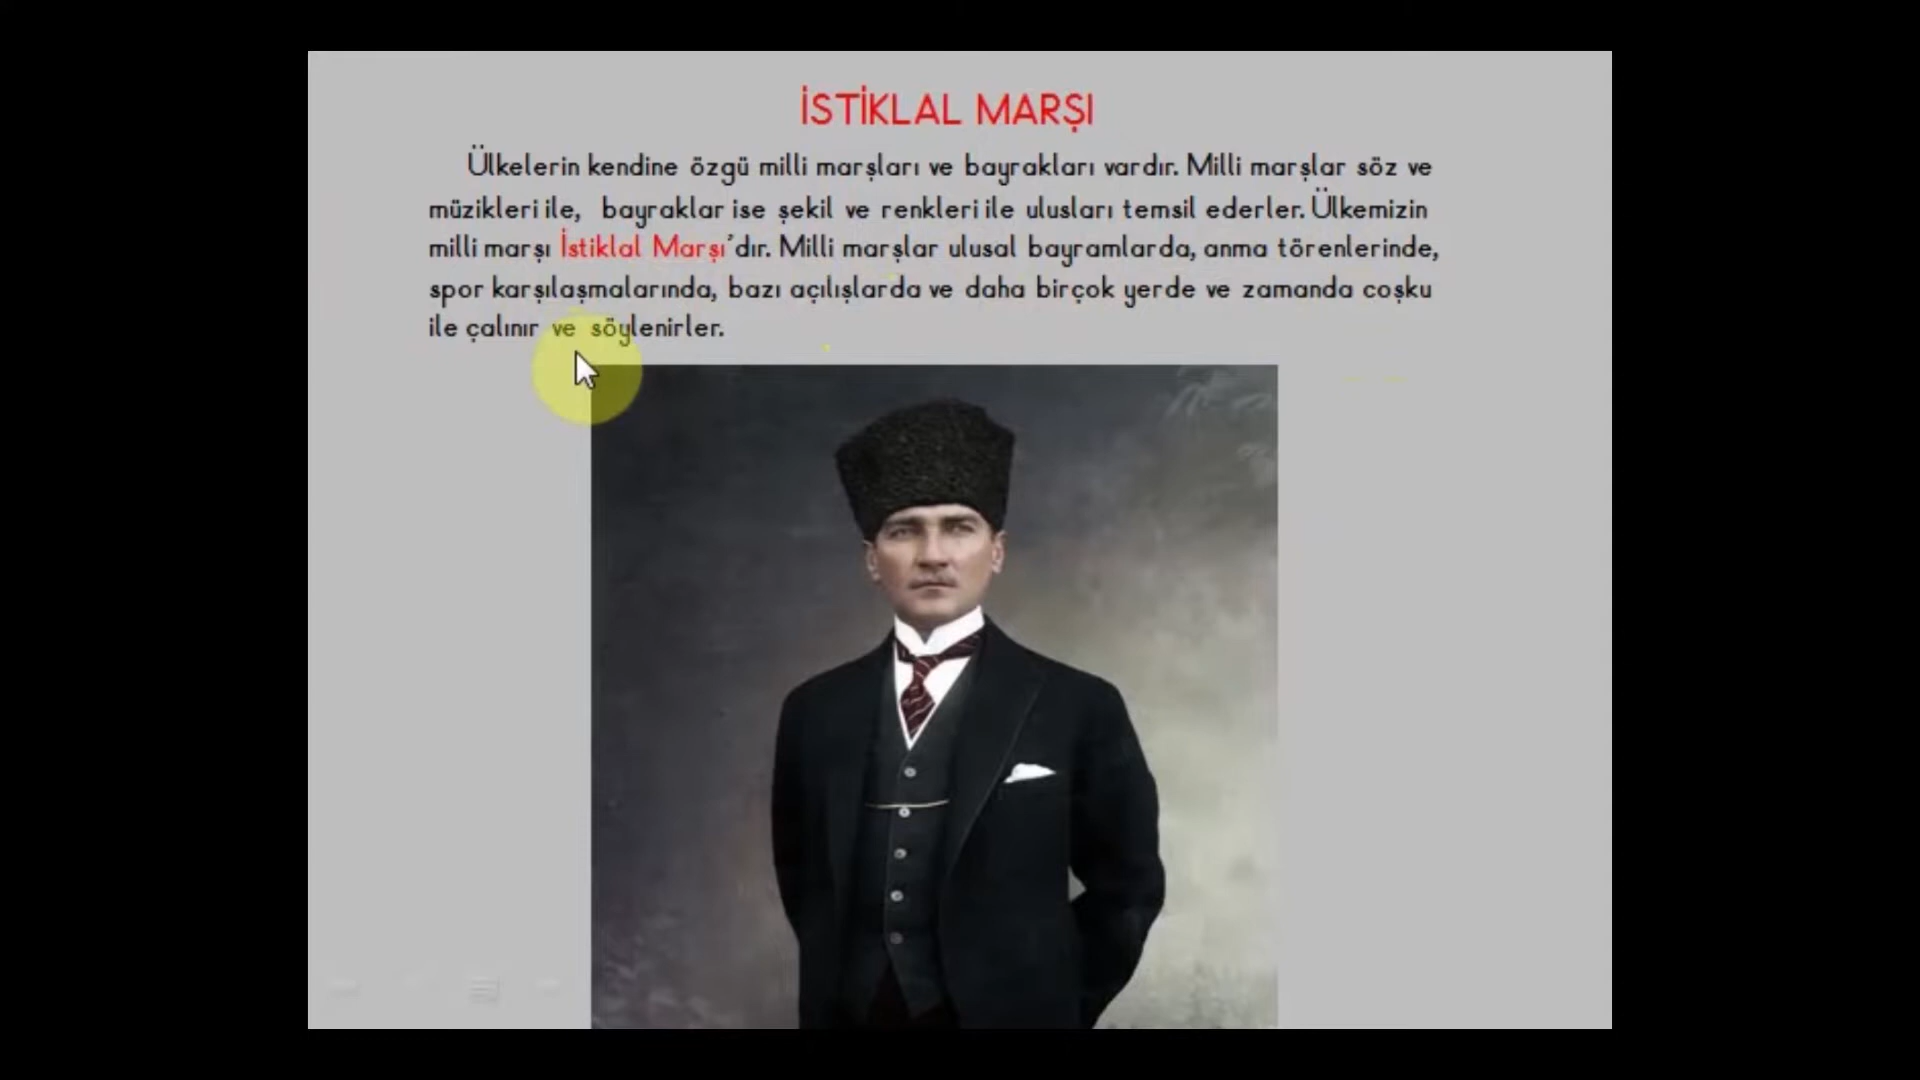 İSTİKLAL MARŞI
Ülkelerin kendine özgü milli marşları ve bayrakları vardır. Milli marşlar söz ve
müzikleri ile, bayraklar ise şekil ve renkleri ile ulusları temsil ederler. Ülkemizin
milli marşı İstiklal Marşı'dır. Milli marşlar ulusal bayramlarda, anma törenlerinde,
spor karşılaşmalarında, bazı açılışlarda ve daha birçok yerde ve zamanda coşku
ile çalınır ve söylenirler.